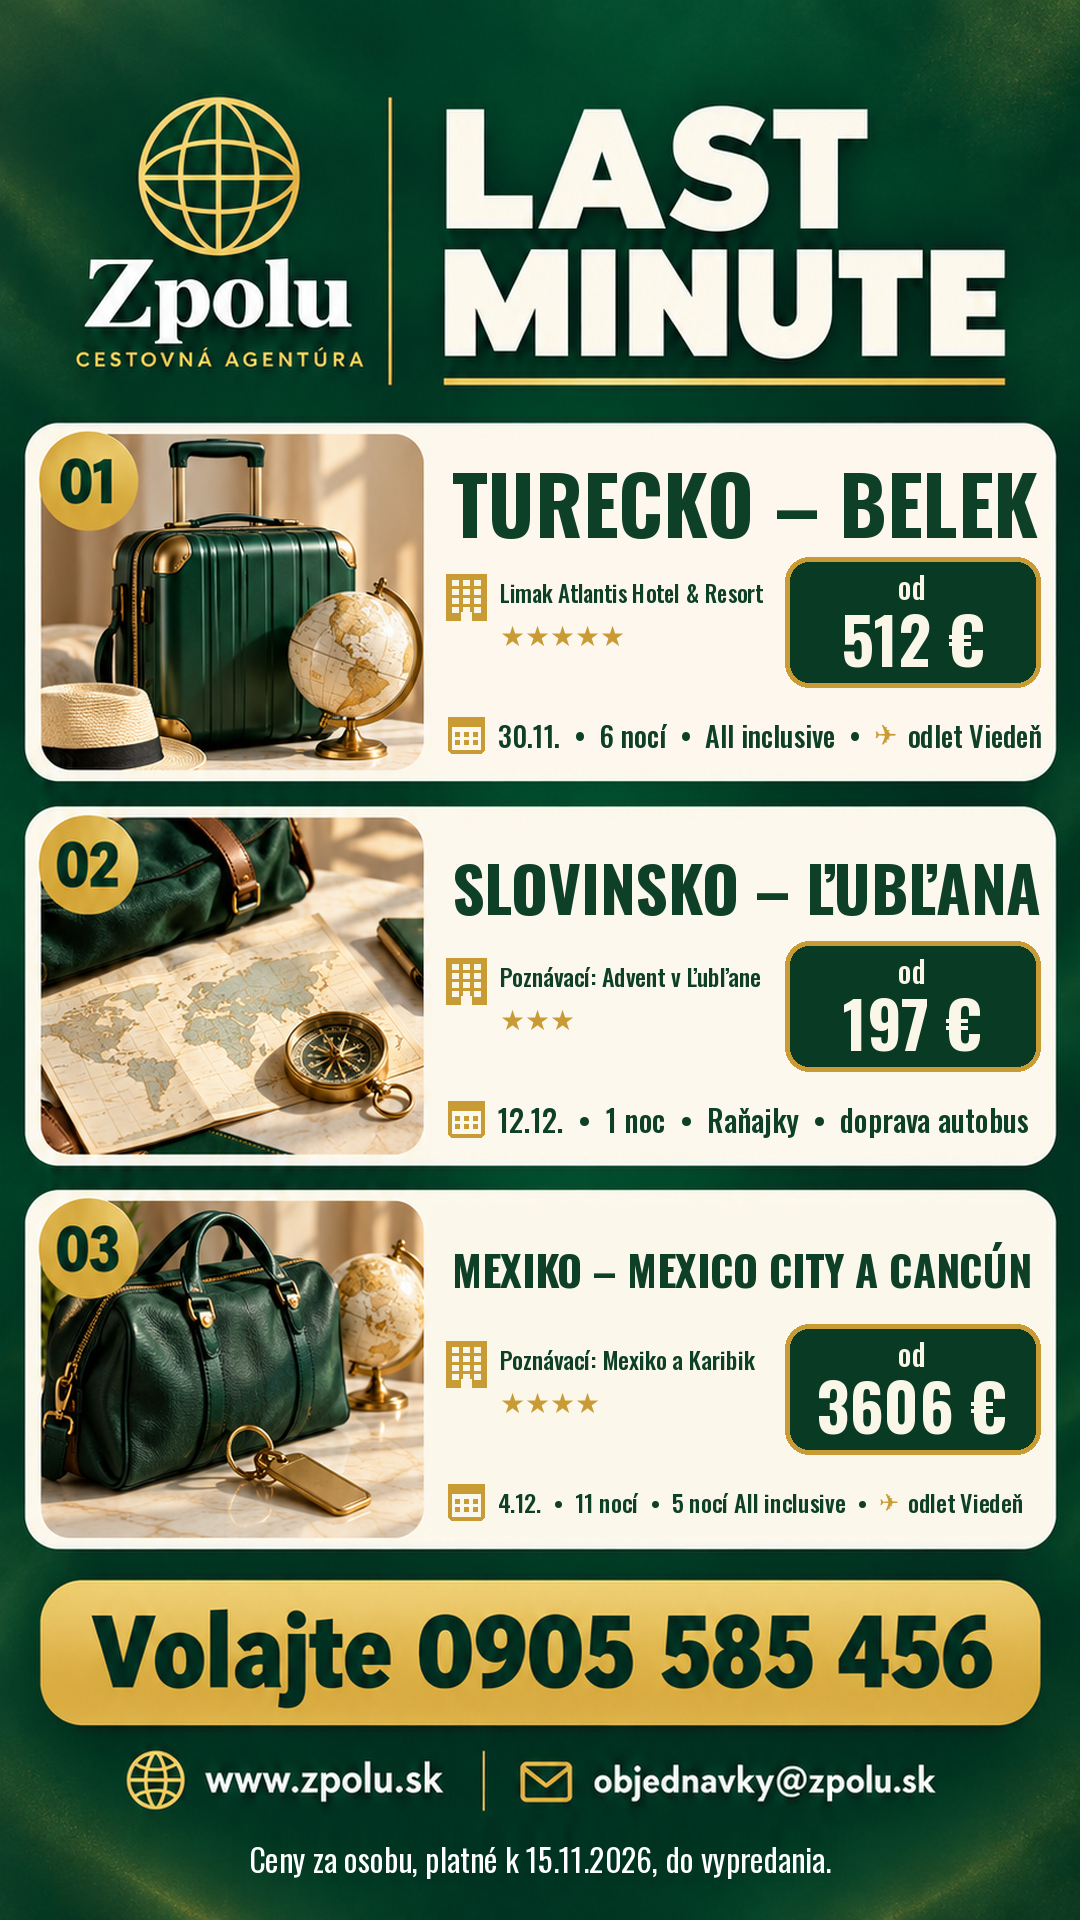 Zpolu
CESTOVNÁ AGENTÚRA
LAST
MINUTE
01
TURECKO – BELEK
Limak Atlantis Hotel & Resort
★★★★★
od
512 €
30.11. • 6 nocí • All inclusive • ✈ odlet Viedeň
02
SLOVINSKO – ĽUBĽANA
Poznávací: Advent v Ľubľane
★★★
od
197 €
12.12. • 1 noc • Raňajky • doprava autobus
03
MEXIKO – MEXICO CITY A CANCÚN
Poznávací: Mexiko a Karibik
★★★★
od
3606 €
4.12. • 11 nocí • 5 nocí All inclusive • ✈ odlet Viedeň
Volajte 0905 585 456
www.zpolu.sk
objednavky@zpolu.sk
Ceny za osobu, platné k 15.11.2026, do vypredania.